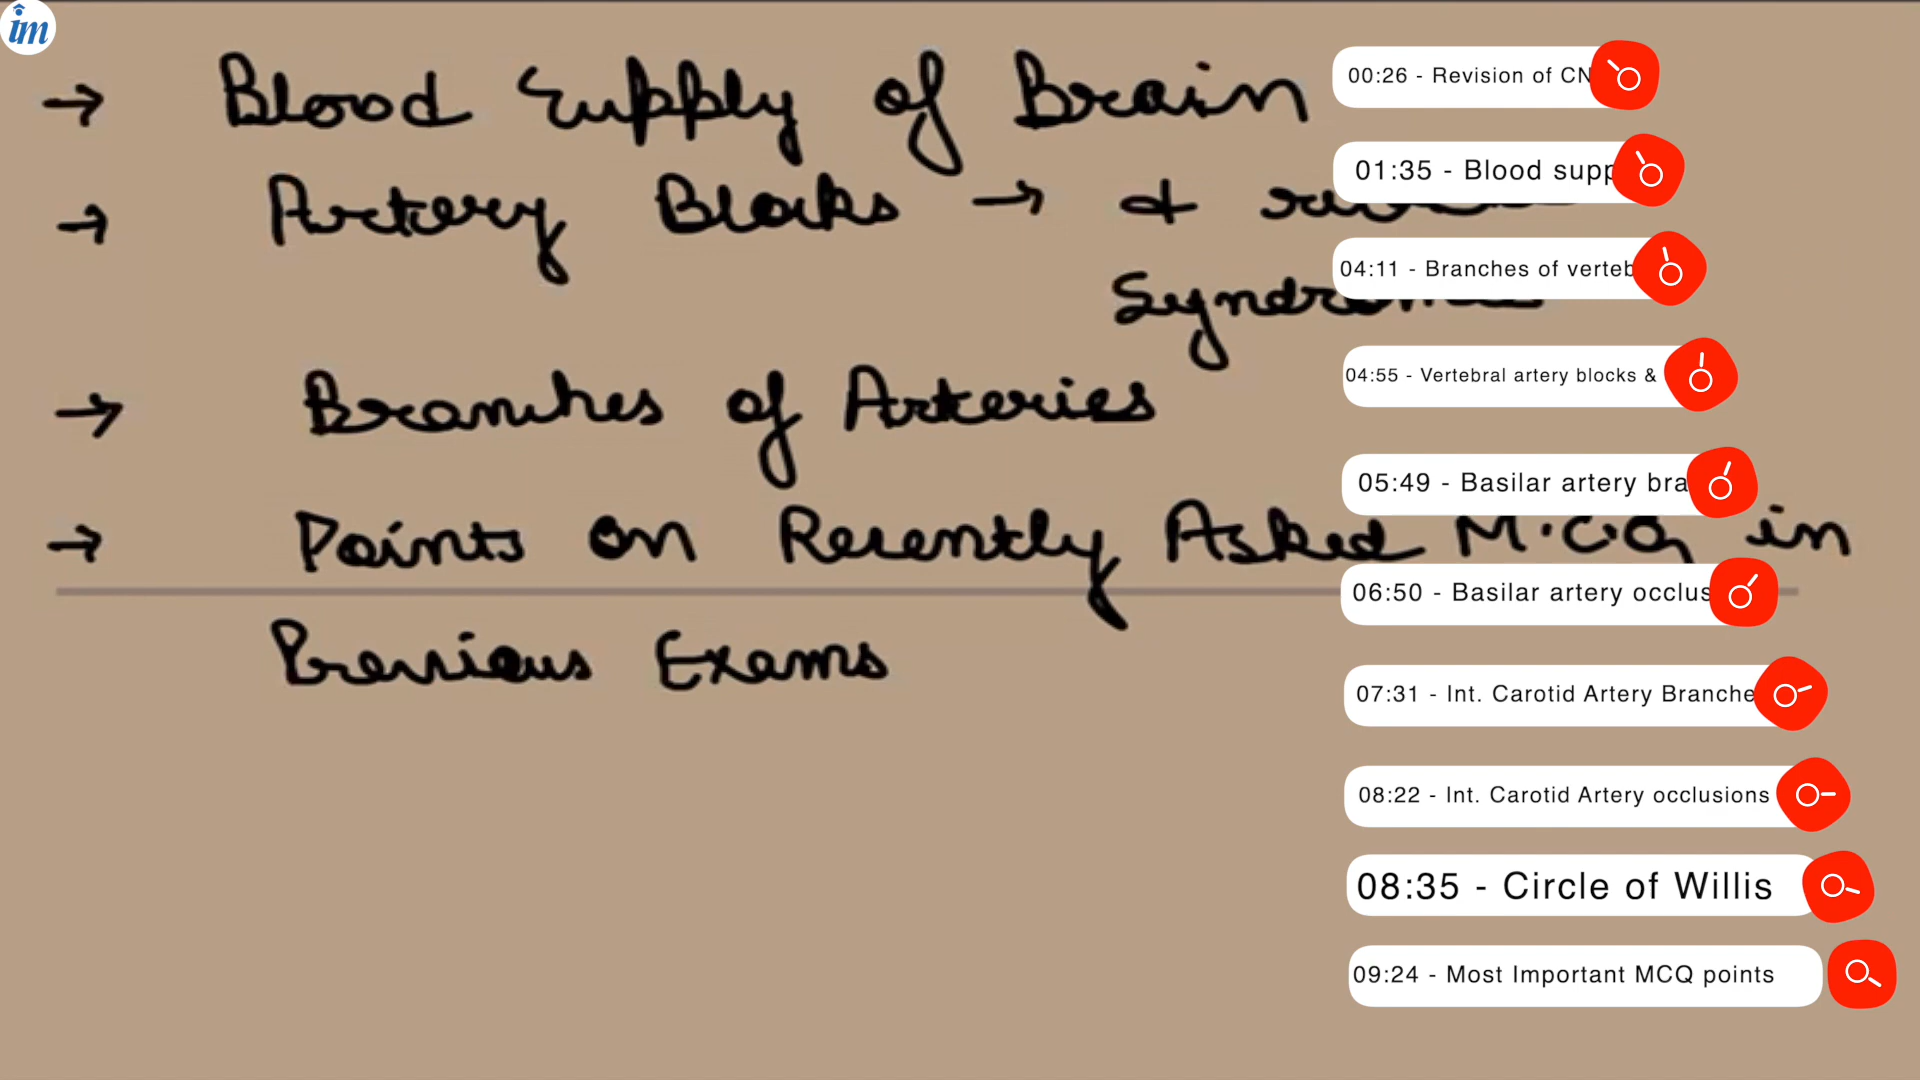 im
→ Blood Supply of Brain
→ Artery Blocks → &
Syndromes
→ Branches of Arteries
→ Points on Recently Asked M.C.Q in
Previous Exams
00:26 - Revision of CN
01:35 - Blood supp
04:11 - Branches of verteb
04:55 - Vertebral artery blocks &
05:49 - Basilar artery bra
06:50 - Basilar artery occlus
07:31 - Int. Carotid Artery Branche
08:22 - Int. Carotid Artery occlusions
08:35 - Circle of Willis
09:24 - Most Important MCQ points